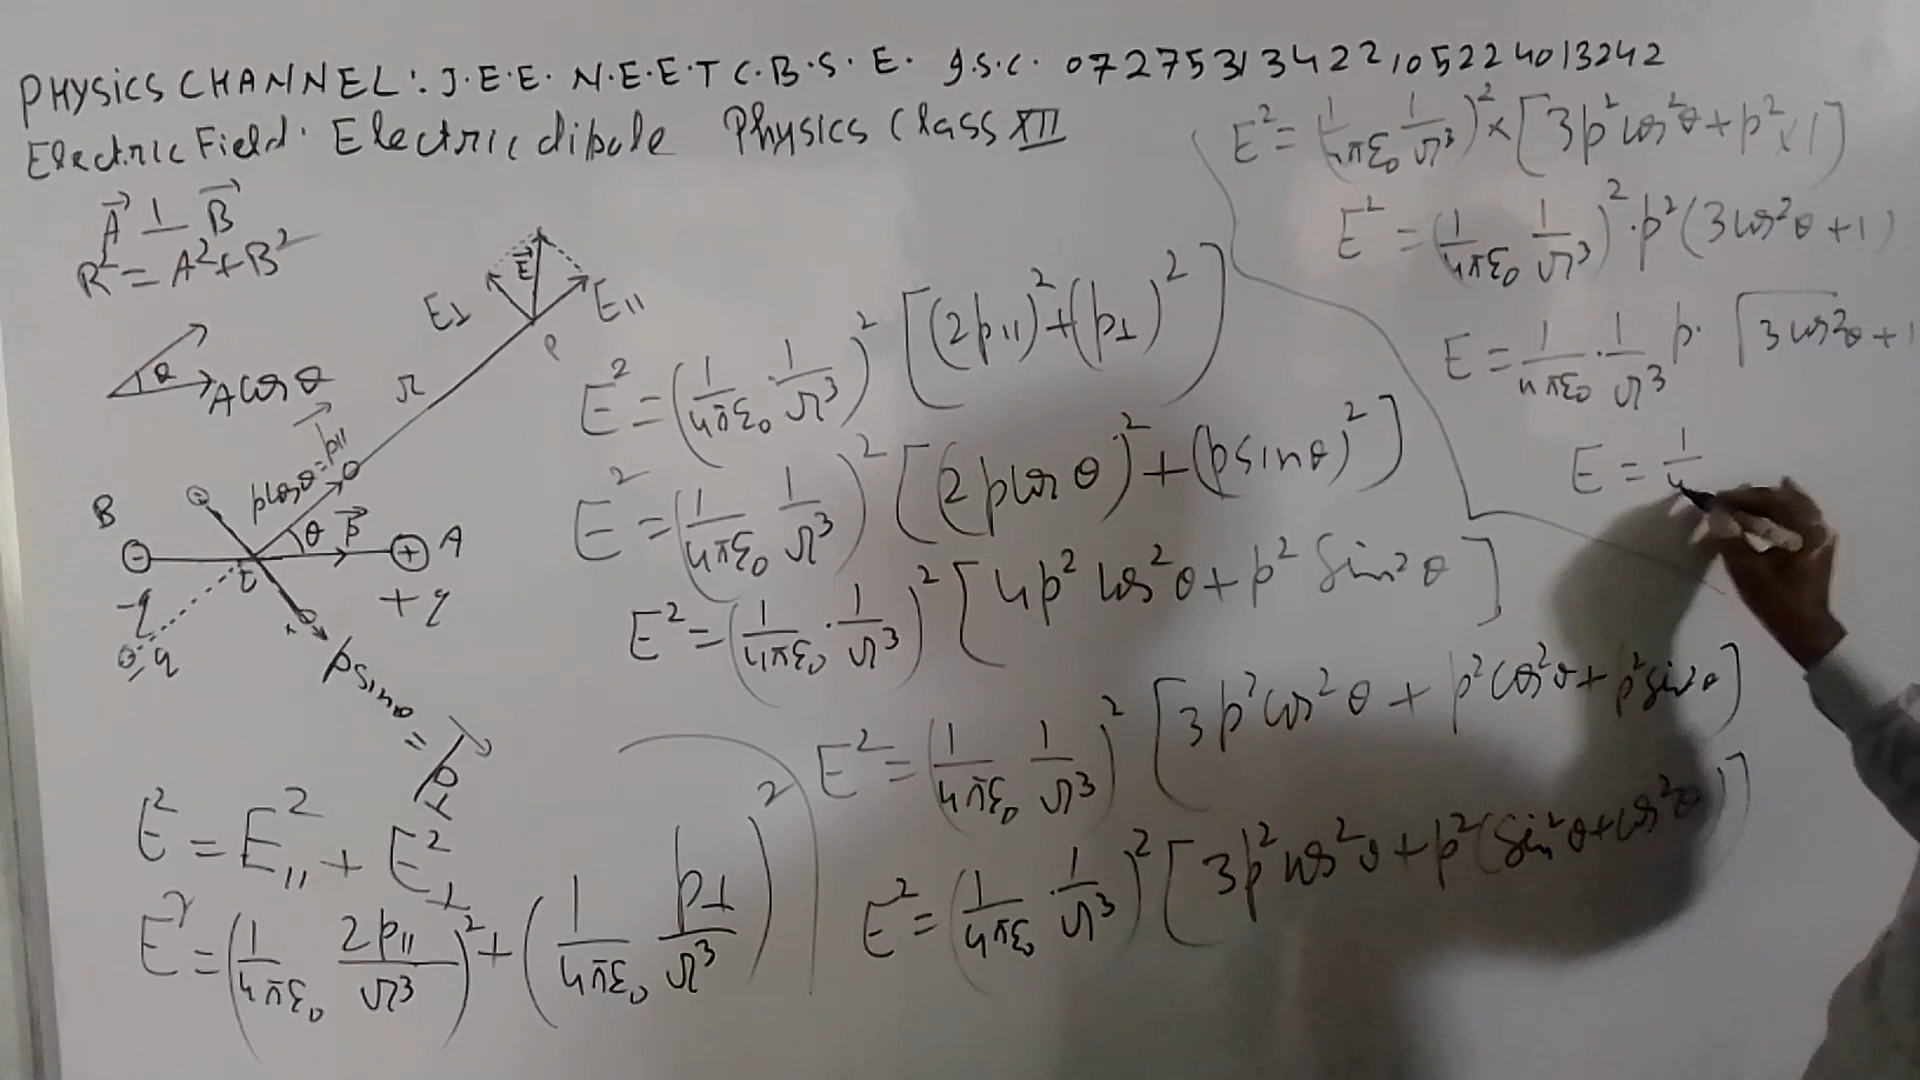 PHYSICS CHANNEL: J.E.E. N.E.E.T C.B.S.E. I.S.C. 07275313422 / 05224013242
Electric Field. Electric dipole Physics Class XII
A⃗ ⊥ B⃗
R² = A² + B²
θ
A cos θ
E⊥
E⃗
E||
P
r
p cos θ = p⃗||
B
-
-
θ
p⃗
+
A
-q
+q
-q
p sin θ = p⊥
E² = E||² + E⊥²
E² = (1/4πε₀ 2p||/r³)² + (1/4πε₀ p⊥/r³)²
E² = (1/4πε₀ · 1/r³)² [(2p||)² + (p⊥)²]
E² = (1/4πε₀ 1/r³)² [(2p cos θ)² + (p sin θ)²]
E² = (1/4πε₀ · 1/r³)² [4p² cos² θ + p² Sin² θ]
E² = (1/4πε₀ 1/r³)² [3p² cos² θ + p² cos² θ + p² sin² θ]
E² = (1/4πε₀ · 1/r³)² [3p² cos² θ + p² (Sin² θ + cos² θ)]
E² = (1/4πε₀ 1/r³)² × [3p² cos² θ + p² × 1]
E² = (1/4πε₀ 1/r³)² · p² (3 cos² θ + 1)
E = 1/4πε₀ · 1/r³ p · √3 cos² θ + 1
E = 1/4